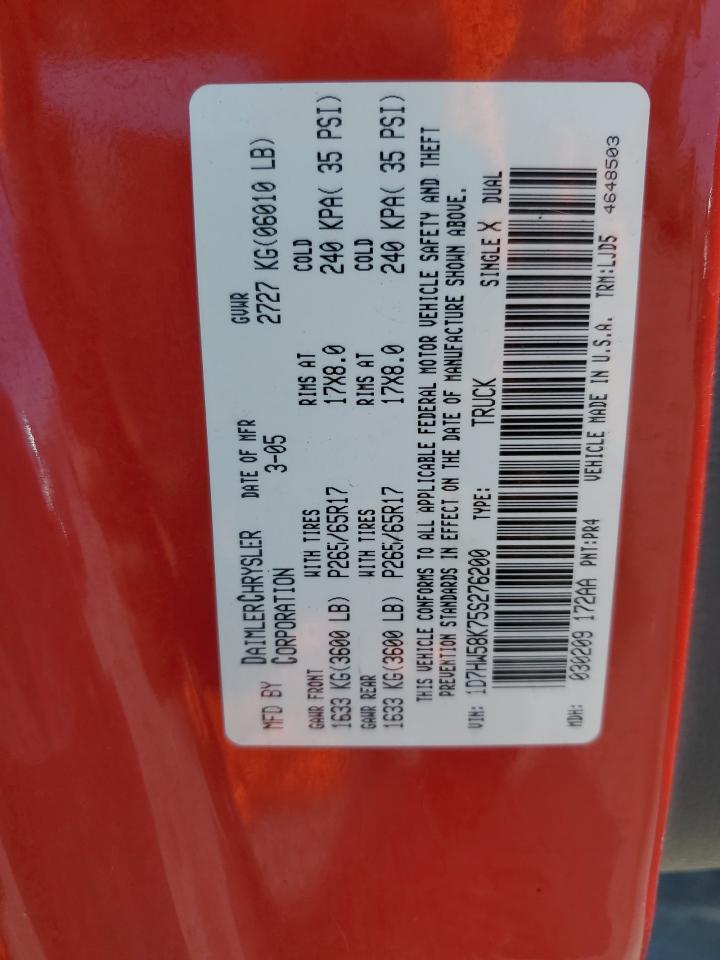 MFD BY DAIMLERCHRYSLER CORPORATION DATE OF MFR 3-05 GVWR 2727 KG(06010 LB)
GAWR FRONT WITH TIRES RIMS AT COLD
1633 KG(3600 LB) P265/65R17 17X8.0 240 KPA( 35 PSI)
GAWR REAR WITH TIRES RIMS AT COLD
1633 KG(3600 LB) P265/65R17 17X8.0 240 KPA( 35 PSI)
THIS VEHICLE CONFORMS TO ALL APPLICABLE FEDERAL MOTOR VEHICLE SAFETY AND THEFT
PREVENTION STANDARDS IN EFFECT ON THE DATE OF MANUFACTURE SHOWN ABOVE.
VIN: 1D7HW58K75S276200 TYPE: TRUCK SINGLE X DUAL
MDH: 030209 172AA PNT:PR4 VEHICLE MADE IN U.S.A. TRM:LJD5 4648503